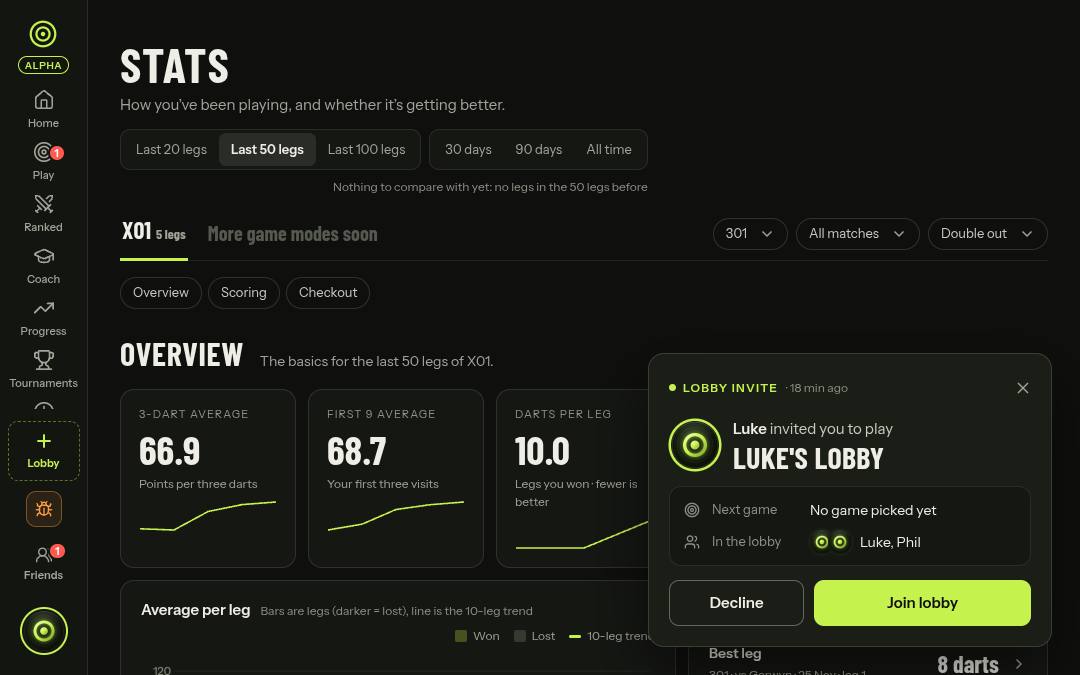 ALPHA
Home
1
Play
Ranked
Coach
Progress
Tournaments
Lobby
1
Friends
STATS
How you've been playing, and whether it's getting better.
Last 20 legs Last 50 legs Last 100 legs 30 days 90 days All time
Nothing to compare with yet: no legs in the 50 legs before
X01 5 legs More game modes soon 301 All matches Double out
Overview Scoring Checkout
OVERVIEW The basics for the last 50 legs of X01.
3-DART AVERAGE
66.9
Points per three darts
FIRST 9 AVERAGE
68.7
Your first three visits
DARTS PER LEG
10.0
Legs you won · fewer is
better
Average per leg Bars are legs (darker = lost), line is the 10-leg trend
Won Lost 10-leg trend
120
LOBBY INVITE · 18 min ago
Luke invited you to play
LUKE'S LOBBY
Next game No game picked yet
In the lobby Luke, Phil
Decline Join lobby
Best leg
8 darts